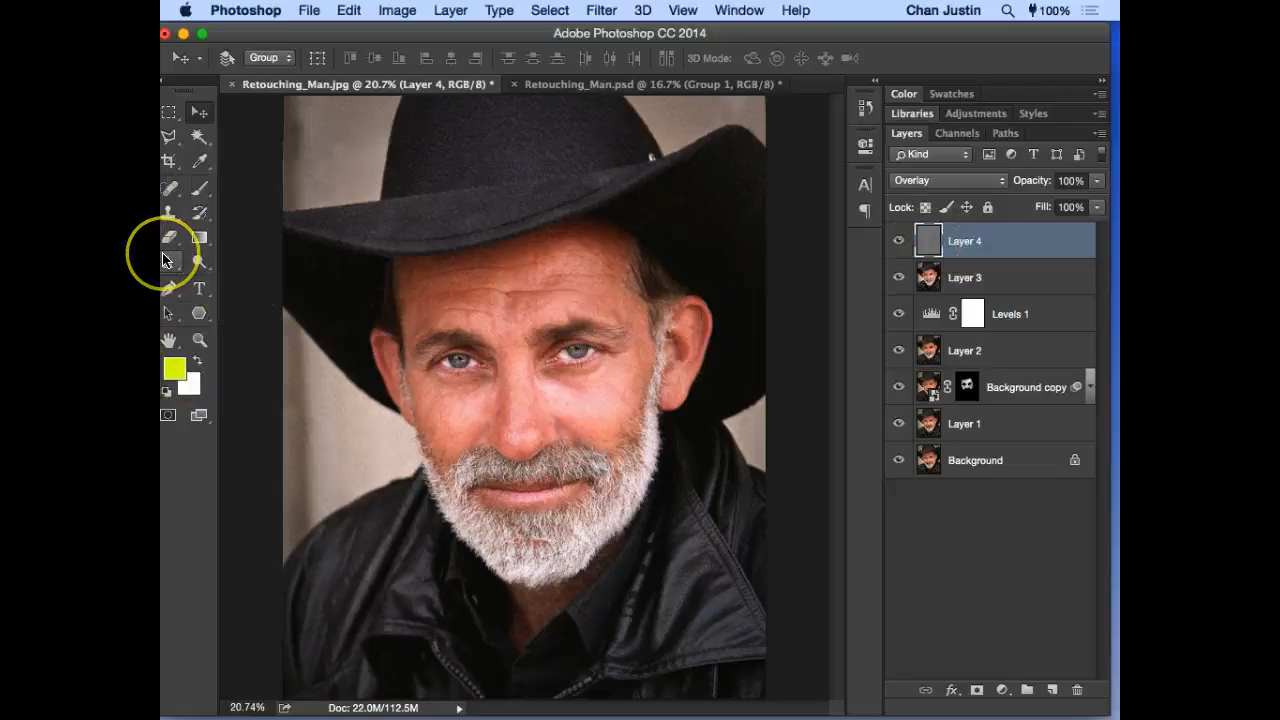 Photoshop File Edit Image Layer Type Select Filter 3D View Window Help Chan Justin 100%
Adobe Photoshop CC 2014
Group 3D Mode:
× Retouching_Man.jpg @ 20.7% (Layer 4, RGB/8) * × Retouching_Man.psd @ 16.7% (Group 1, RGB/8) *
Color Swatches
Libraries Adjustments Styles
Layers Channels Paths
Kind T
Overlay Opacity: 100%
Lock: Fill: 100%
A
T
Layer 4
Layer 3
Levels 1
Layer 2
Background copy
Layer 1
Background
fx
20.74% Doc: 22.0M/112.5M